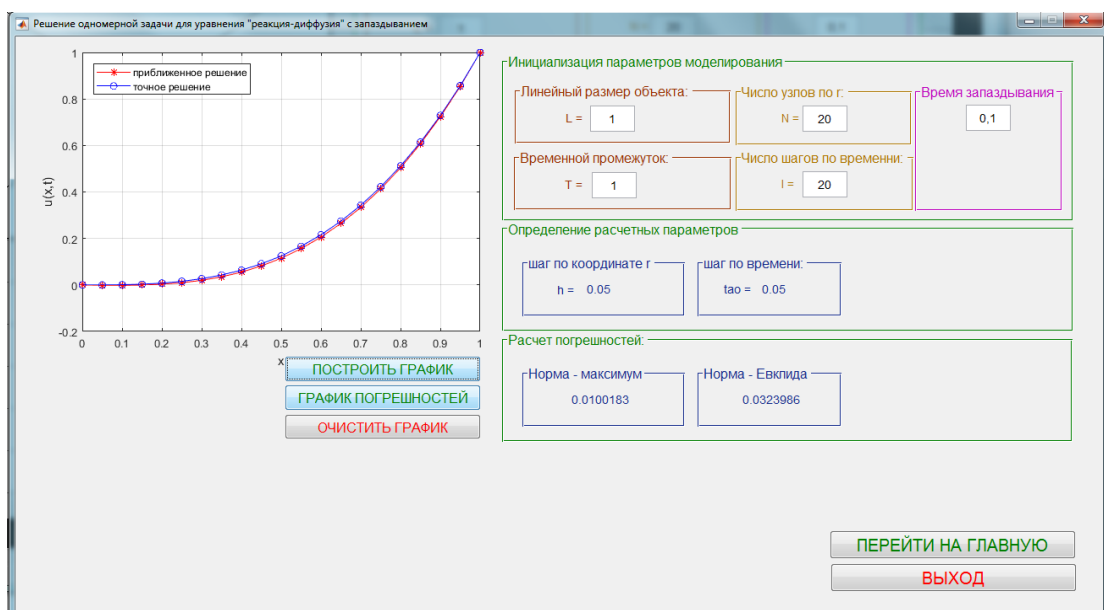 Решение одномерной задачи для уравнения "реакция-диффузия" с запаздыванием
приближенное решение
точное решение
u(x,t)
1
0.8
0.6
0.4
0.2
0
-0.2
0 0.1 0.2 0.3 0.4 0.5 0.6 0.7 0.8 0.9 1
x
ПОСТРОИТЬ ГРАФИК
ГРАФИК ПОГРЕШНОСТЕЙ
ОЧИСТИТЬ ГРАФИК
Инициализация параметров моделирования
Линейный размер объекта:
L = 1
Число узлов по r:
N = 20
Время запаздывания
0,1
Временной промежуток:
T = 1
Число шагов по временни:
I = 20
Определение расчетных параметров
шаг по координате r
h = 0.05
шаг по времени:
tao = 0.05
Расчет погрешностей:
Норма - максимум
0.0100183
Норма - Евклида
0.0323986
ПЕРЕЙТИ НА ГЛАВНУЮ
ВЫХОД